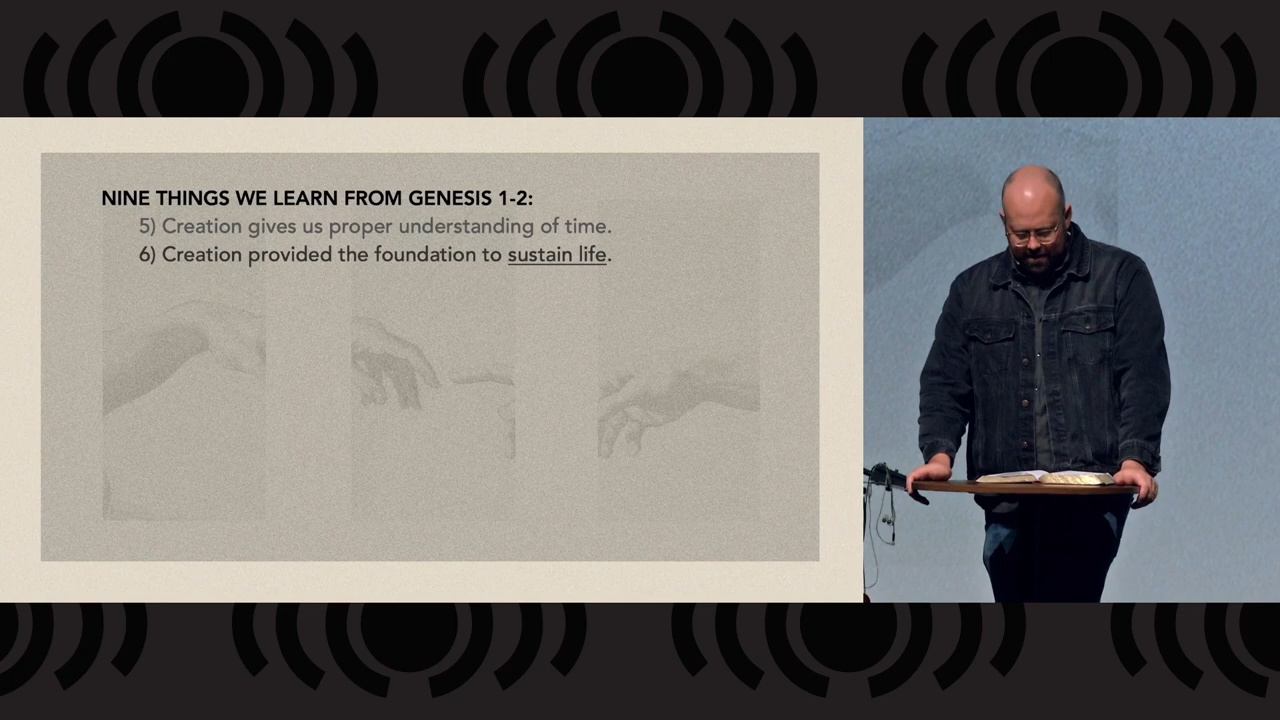 NINE THINGS WE LEARN FROM GENESIS 1-2:
5) Creation gives us proper understanding of time.
6) Creation provided the foundation to sustain life.